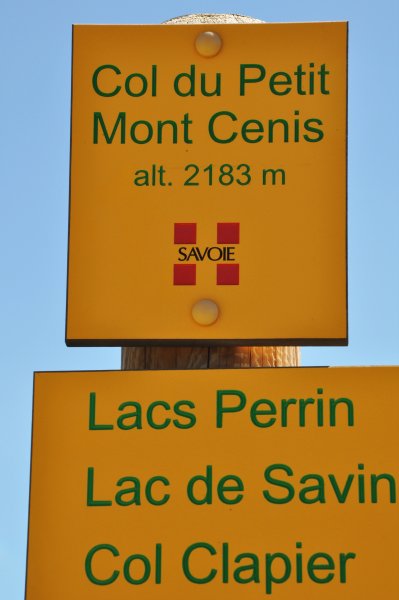 Col du Petit
Mont Cenis
alt. 2183 m
SAVOIE
Lacs Perrin
Lac de Savin
Col Clapier